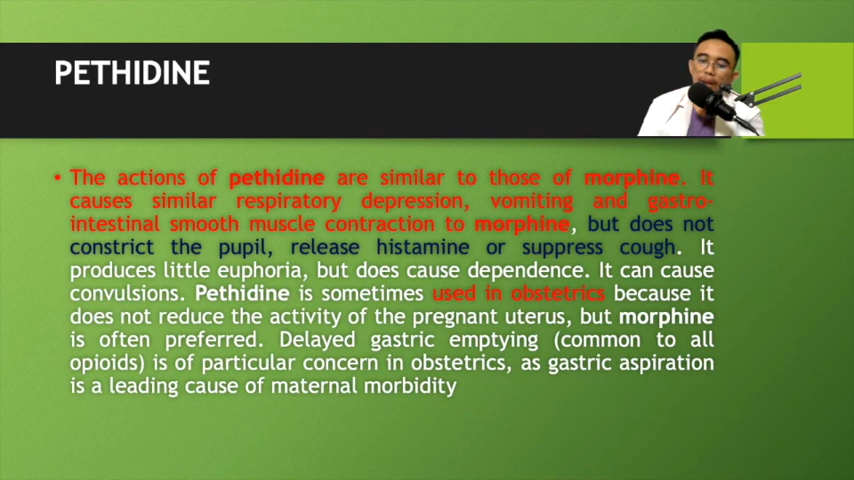 PETHIDINE
• The actions of pethidine are similar to those of morphine. It
causes similar respiratory depression, vomiting and gastro-
intestinal smooth muscle contraction to morphine, but does not
constrict the pupil, release histamine or suppress cough. It
produces little euphoria, but does cause dependence. It can cause
convulsions. Pethidine is sometimes used in obstetrics because it
does not reduce the activity of the pregnant uterus, but morphine
is often preferred. Delayed gastric emptying (common to all
opioids) is of particular concern in obstetrics, as gastric aspiration
is a leading cause of maternal morbidity